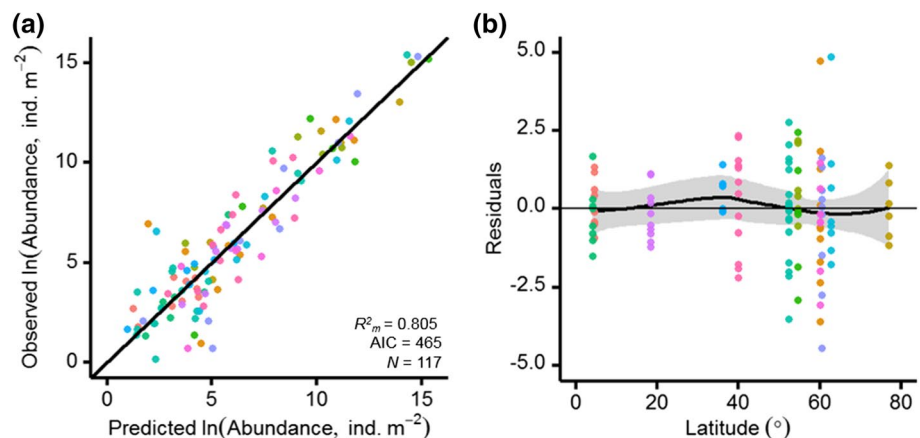 (a)
Observed ln(Abundance, ind. m⁻²)
15
10
5
0
R²ₘ = 0.805
AIC = 465
N = 117
0 5 10 15
Predicted ln(Abundance, ind. m⁻²)
(b)
Residuals
5.0
2.5
0.0
-2.5
-5.0
0 20 40 60 80
Latitude (°)